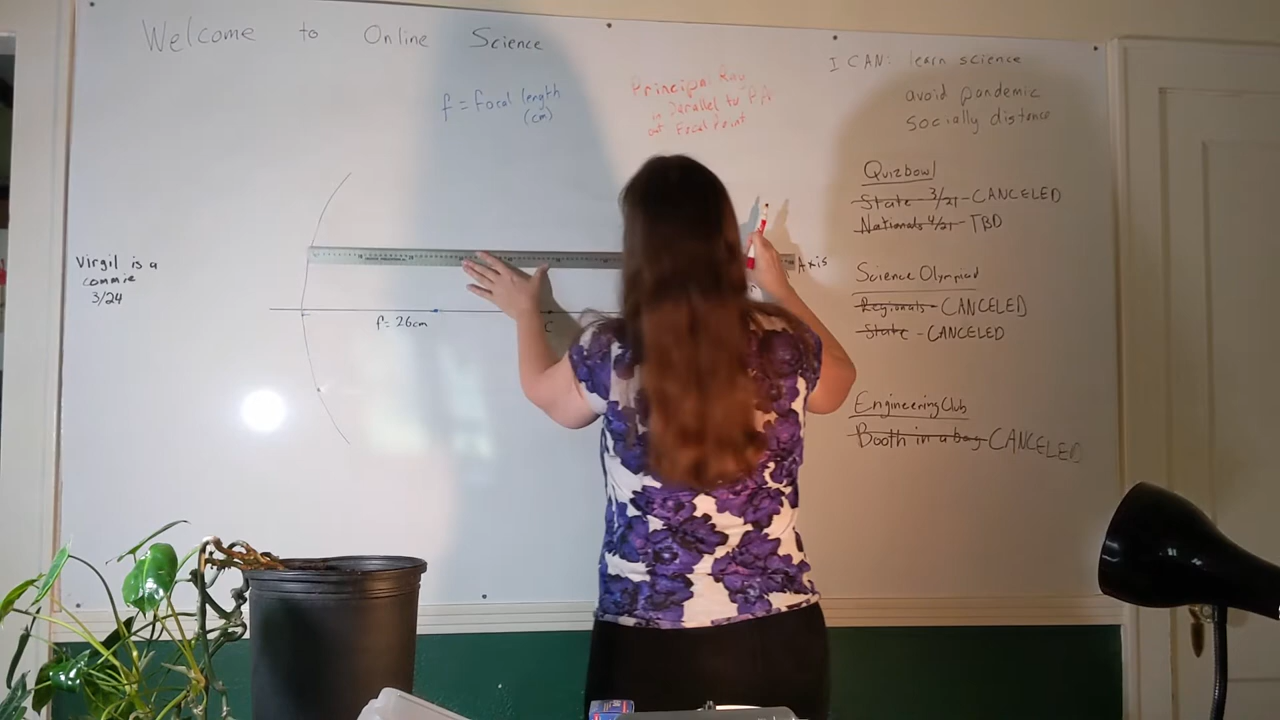 Welcome to Online Science
f = Focal length
(cm)
Principal Ray
in Parallel to PA
out Focal Point
I CAN: learn science
avoid pandemic
socially distance
Quizbowl
State 3/21 - CANCELED
Nationals 4/21 - TBD
Science Olympiad
Regionals - CANCELED
State - CANCELED
Engineering Club
Booth in a bag CANCELED
Virgil is a
commie
3/24
Axis
f = 26cm
C